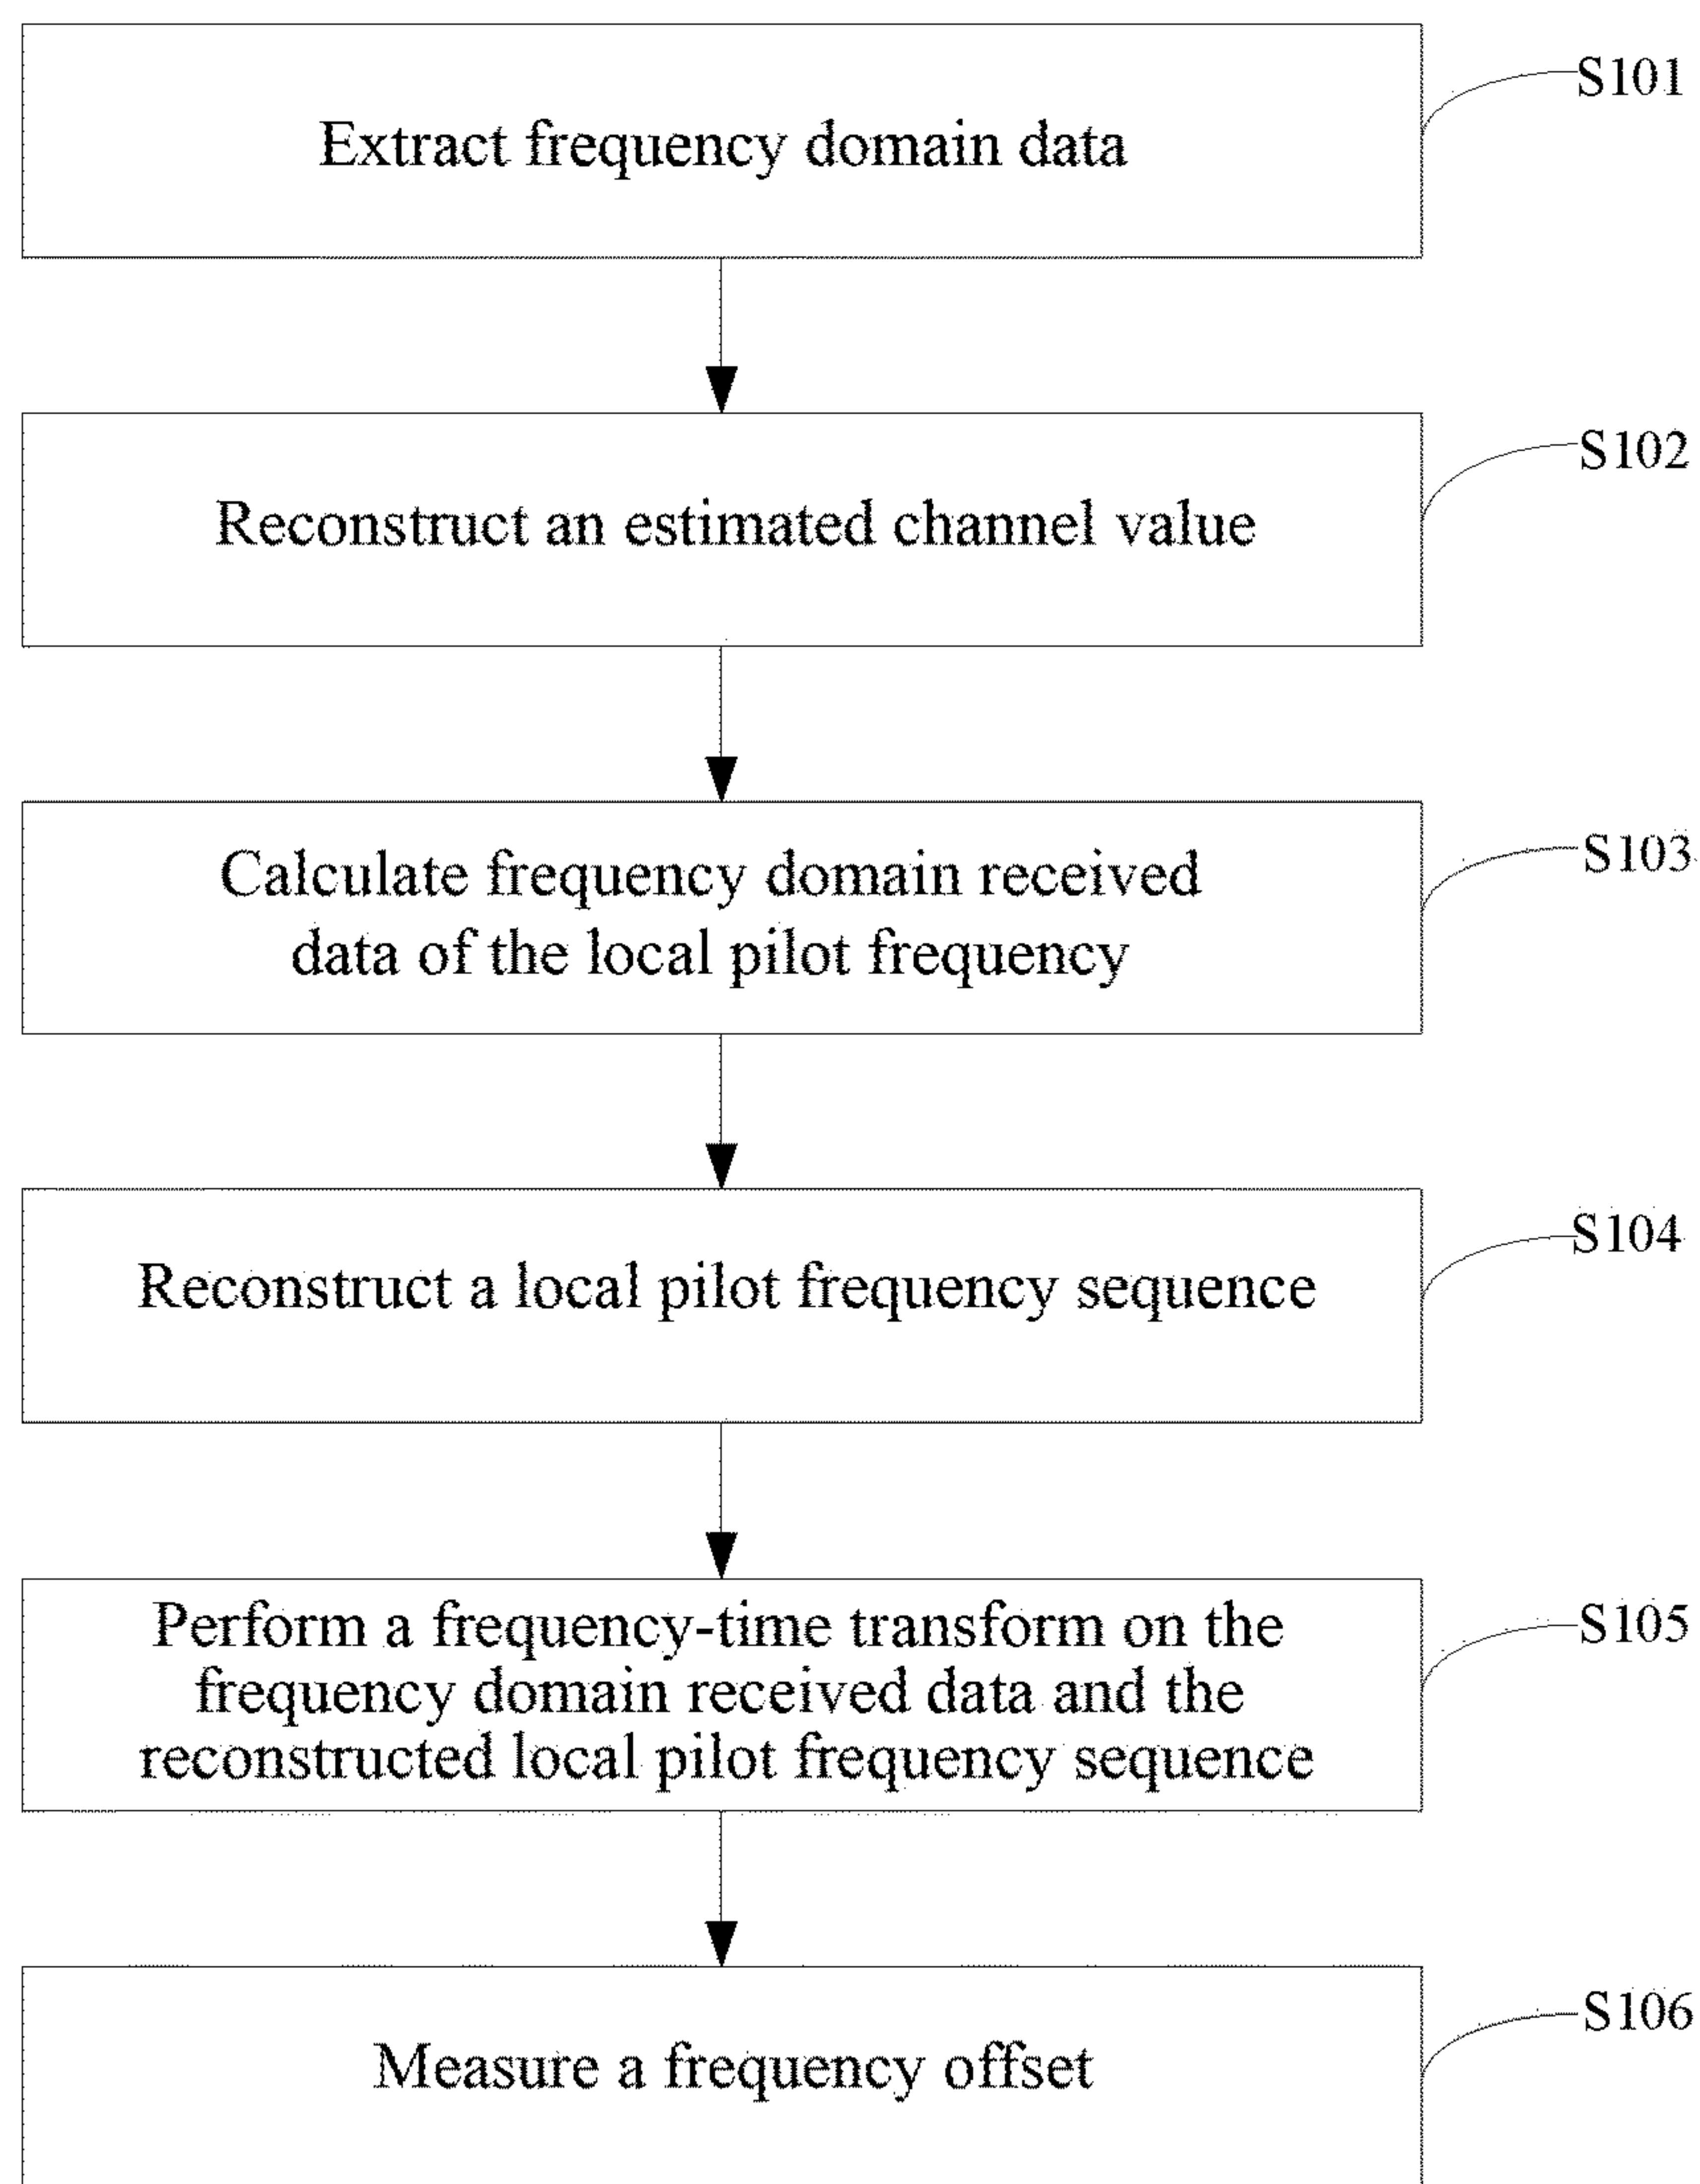 Extract frequency domain data
S101
Reconstruct an estimated channel value
S102
Calculate frequency domain received
data of the local pilot frequency
S103
Reconstruct a local pilot frequency sequence
S104
Perform a frequency-time transform on the
frequency domain received data and the
reconstructed local pilot frequency sequence
S105
Measure a frequency offset
S106